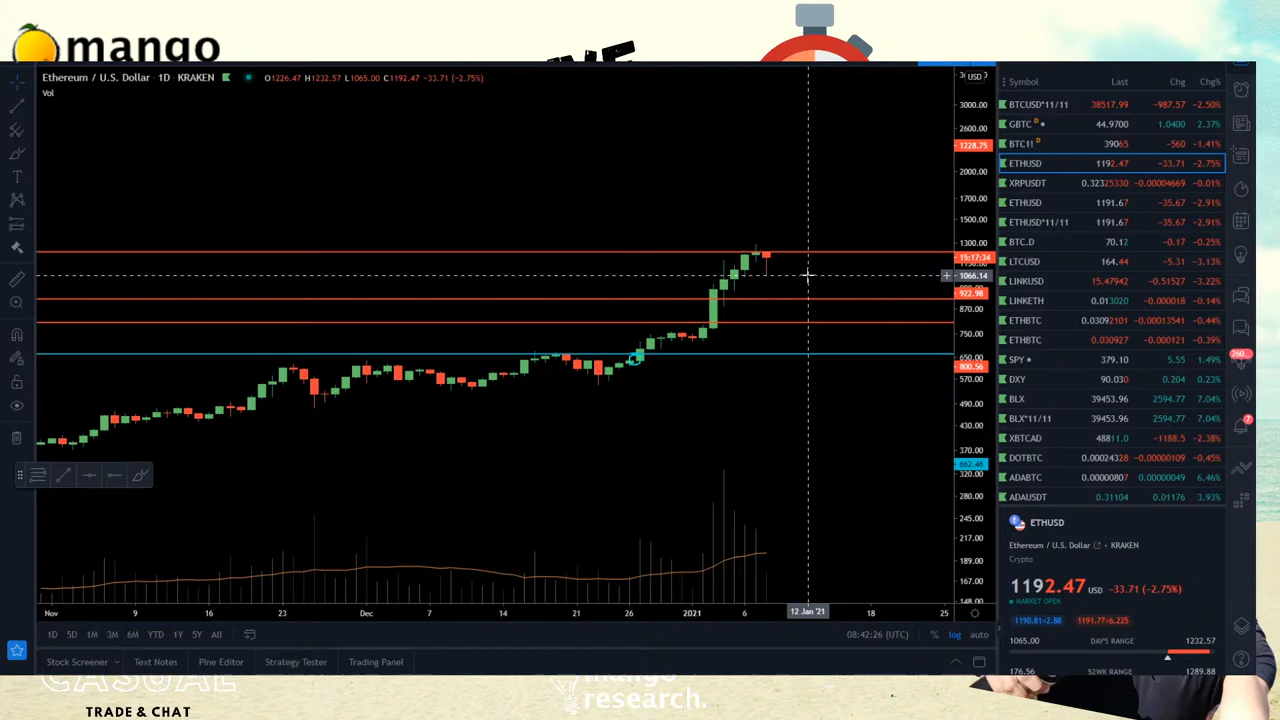 mango
Ethereum / U.S. Dollar · 1D · KRAKEN O1226.47 H1232.57 L1065.00 C1192.47 −33.71 (−2.75%)
Vol
USD
3000.00
2600.00
1228.75
2000.00
1700.00
1500.00
1300.00
15:17:34
1066.14
922.98
870.00
750.00
650.00
800.56
570.00
490.00
430.00
370.00
662.46
320.00
280.00
245.00
217.00
189.00
167.00
148.00
Nov 9 16 23 Dec 7 14 21 26 2021 6 12 Jan '21 18 25
1D 5D 1M 3M 6M YTD 1Y 5Y All 08:42:26 (UTC) % log auto
Stock Screener Text Notes Pine Editor Strategy Tester Trading Panel
Symbol Last Chg Chg%
BTCUSD*11/11 38517.99 −987.57 −2.50%
GBTC D 44.9700 1.0400 2.37%
BTC1! D 39065 −560 −1.41%
ETHUSD 1192.47 −33.71 −2.75%
XRPUSDT 0.32325330 −0.00004669 −0.01%
ETHUSD 1191.67 −35.67 −2.91%
ETHUSD*11/11 1191.67 −35.67 −2.91%
BTC.D 70.12 −0.17 −0.25%
LTCUSD 164.44 −5.31 −3.13%
LINKUSD 15.47942 −0.51527 −3.22%
LINKETH 0.013020 −0.000018 −0.14%
ETHBTC 0.03092101 −0.00013541 −0.44%
ETHBTC 0.030927 −0.000121 −0.39%
SPY 379.10 5.55 1.49%
DXY 90.030 0.204 0.23%
BLX 39453.96 2594.77 7.04%
BLX*11/11 39453.96 2594.77 7.04%
XBTCAD 48811.0 −1188.5 −2.38%
DOTBTC 0.00024328 −0.00000109 −0.45%
ADABTC 0.00000807 0.00000049 6.46%
ADAUSDT 0.31104 0.01176 3.93%
260
7
ETHUSD
Ethereum / U.S. Dollar · KRAKEN
Crypto
1192.47 USD −33.71 (−2.75%)
MARKET OPEN
1190.81×2.88 1191.77×6.225
1065.00 DAY'S RANGE 1232.57
176.56 52WK RANGE 1289.88
CASUAL
TRADE & CHAT
mango
research.